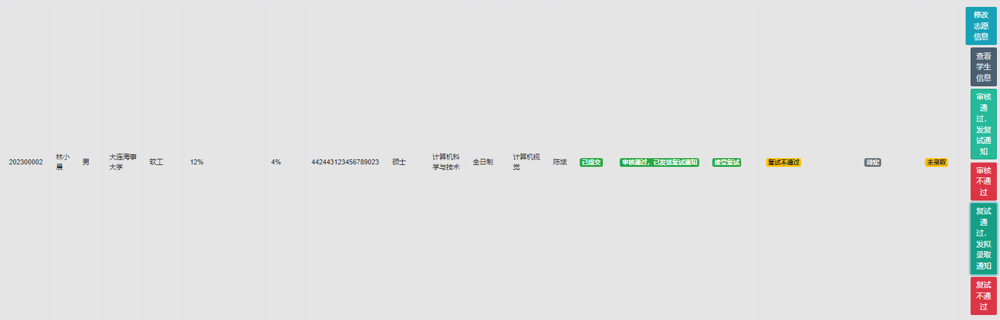 202300002
林小
晨
男
大连海事
大学
软工
12%
4%
442443123456789023
硕士
计算机科
学与技术
全日制
计算机视
觉
陈斌
已提交
审核通过，已发送复试通知
接受复试
复试不通过
待定
未录取
修改
志愿
信息
查看
学生
信息
审核
通
过，
发复
试通
知
审核
不通
过
复试
通
过，
发拟
录取
通知
复试
不通
过